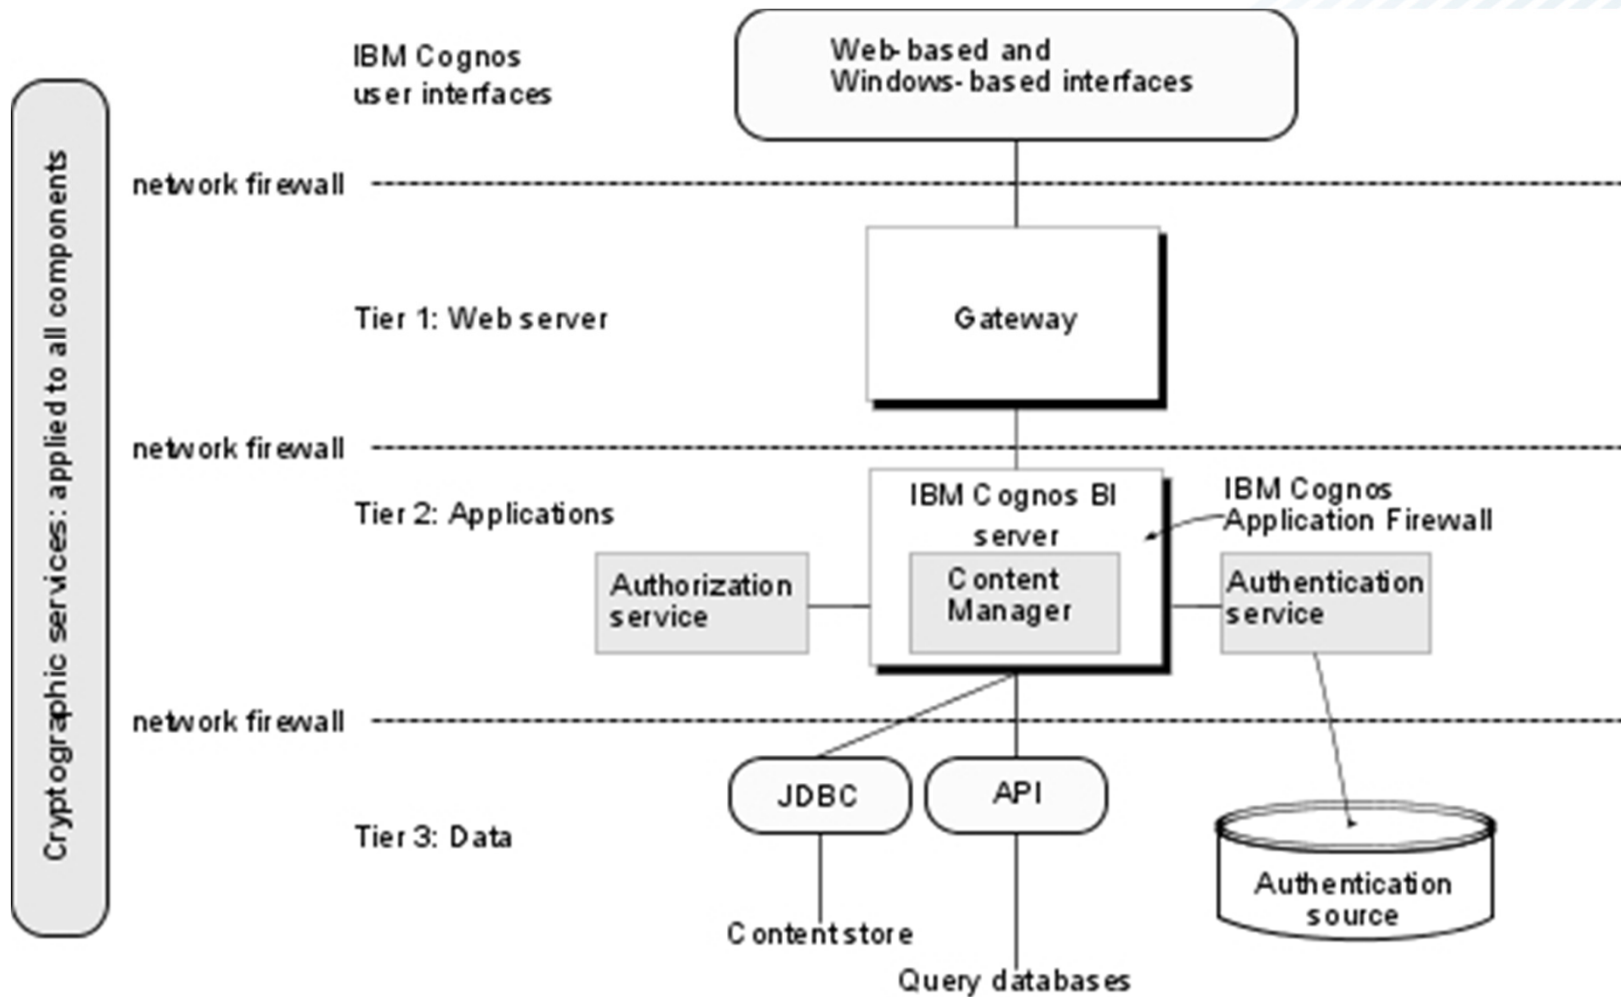 IBM Cognos
user interfaces
Web-based and
Windows-based interfaces
Cryptographic services: applied to all components
network firewall
Tier 1: Web server
Gateway
network firewall
Tier 2: Applications
IBM Cognos BI
server
IBM Cognos
Application Firewall
Authorization
service
Content
Manager
Authentication
service
network firewall
JDBC
API
Tier 3: Data
Authentication
source
Content store
Query databases